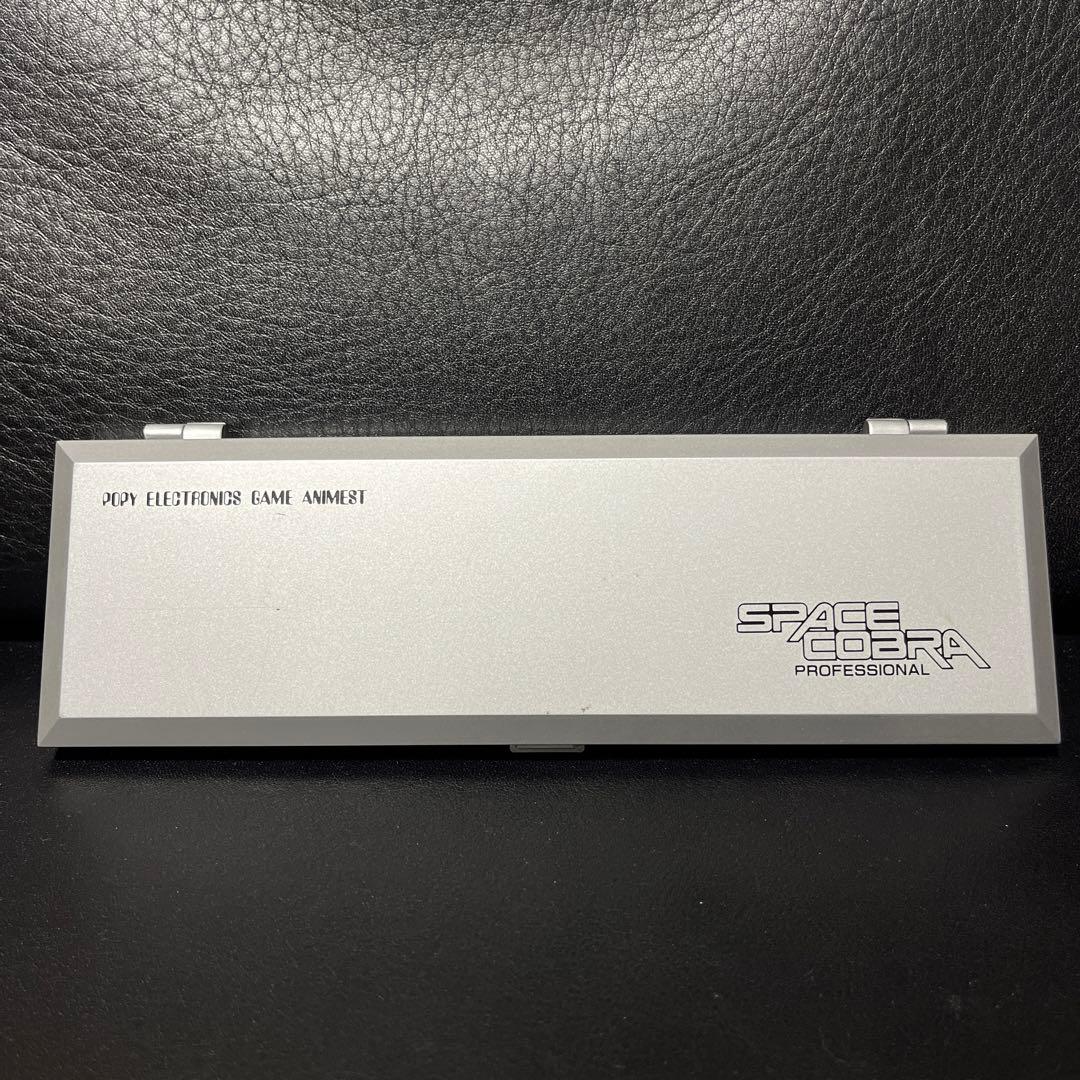 POPY ELECTRONICS GAME ANIMEST
SPACE
COBRA
PROFESSIONAL